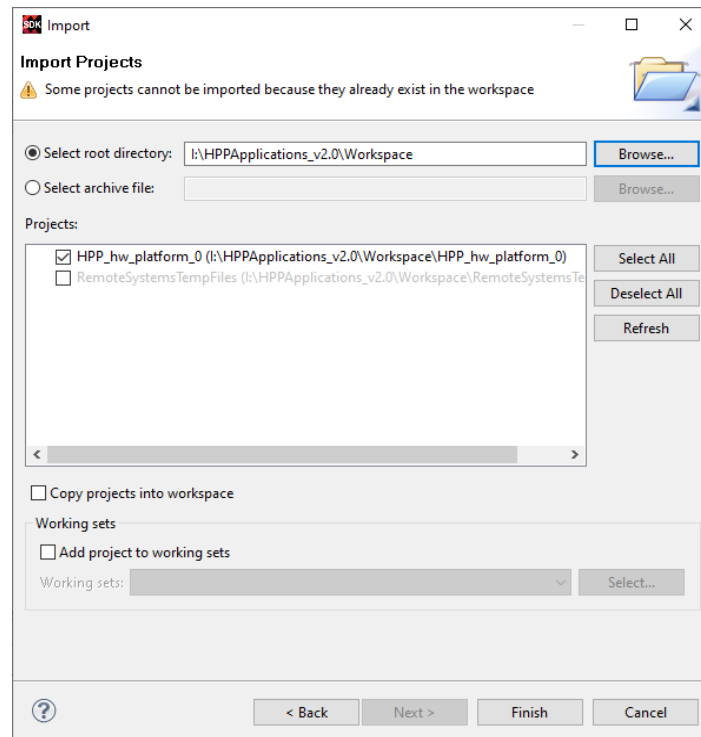 SDK Import
Import Projects
Some projects cannot be imported because they already exist in the workspace
Select root directory: I:\HPPApplications_v2.0\Workspace Browse...
Select archive file: Browse...
Projects:
HPP_hw_platform_0 (I:\HPPApplications_v2.0\Workspace\HPP_hw_platform_0) Select All
RemoteSystemsTempFiles (I:\HPPApplications_v2.0\Workspace\RemoteSystemsTe
Deselect All
Refresh
Copy projects into workspace
Working sets
Add project to working sets
Working sets: Select...
? < Back Next > Finish Cancel